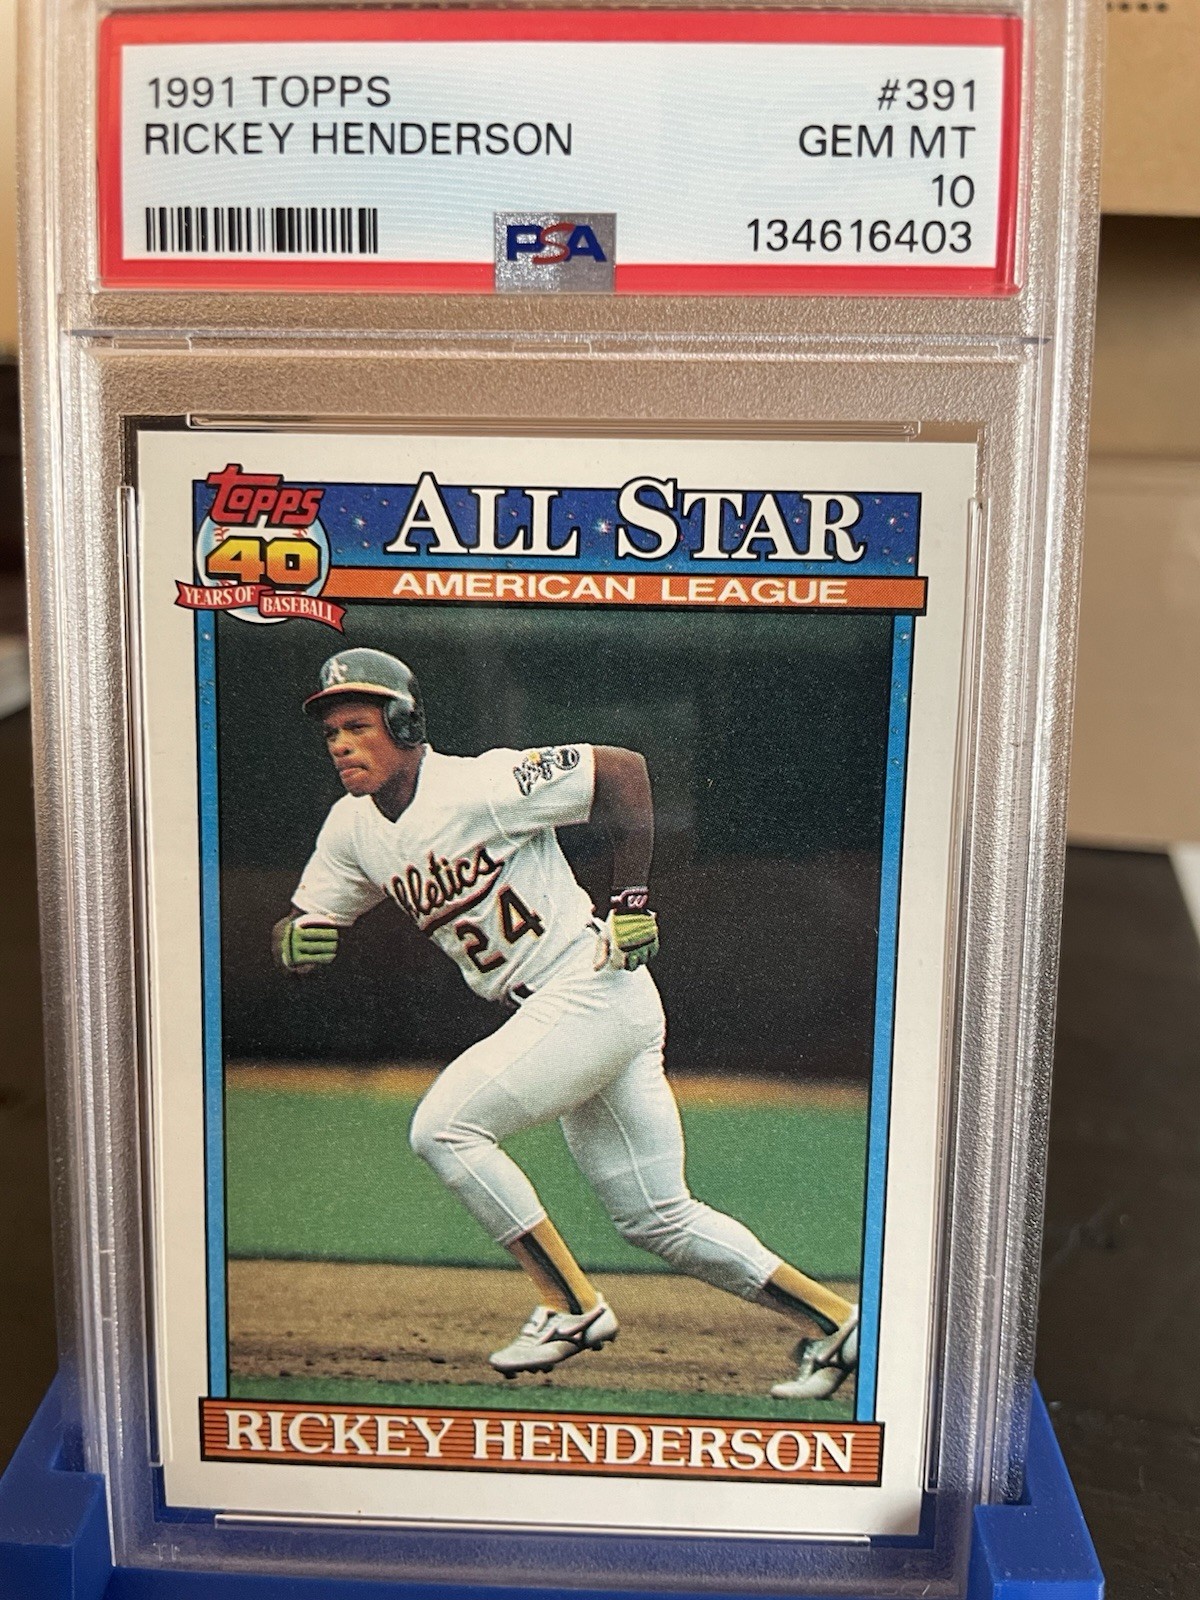 1991 TOPPS
RICKEY HENDERSON
#391
GEM MT
10
134616403
PSA
Topps
40
YEARS OF BASEBALL
ALL STAR
AMERICAN LEAGUE
A's
thletics
24
RICKEY HENDERSON